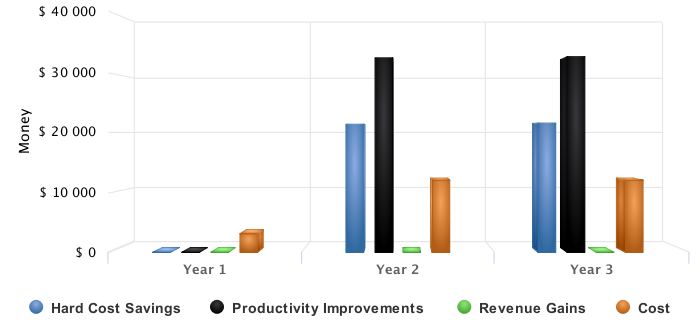 $ 40 000
$ 30 000
$ 20 000
$ 10 000
$ 0
Money
Year 1 Year 2 Year 3
Hard Cost Savings Productivity Improvements Revenue Gains Cost